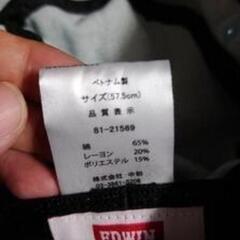 ベトナム製
サイズ(57.5cm)
品質表示
81-21569
綿 65%
レーヨン 20%
ポリエステル 15%
株式会社
EDWIN